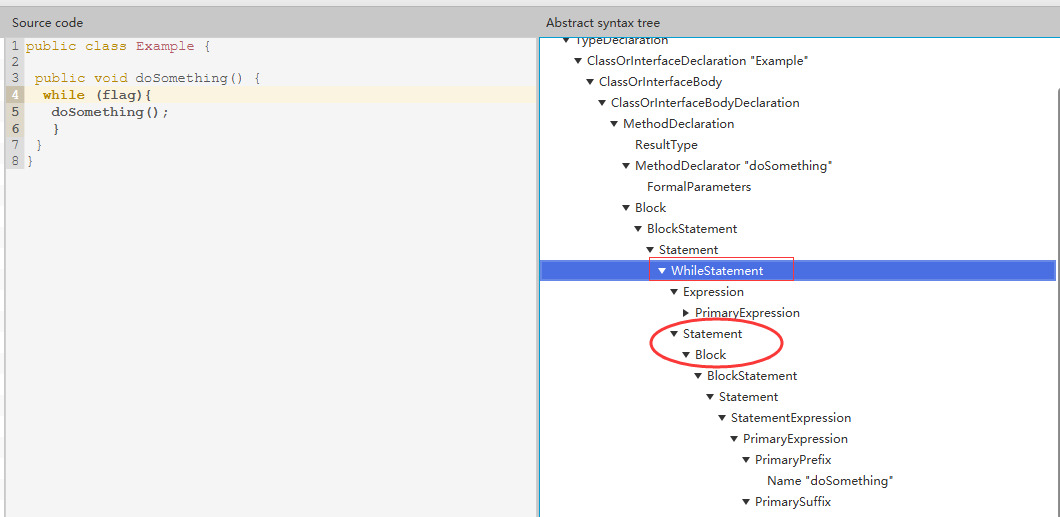 Source code
1 public class Example {
2
3 public void doSomething() {
4 while (flag){
5 doSomething();
6 }
7 }
8 }
Abstract syntax tree
TypeDeclaration
ClassOrInterfaceDeclaration "Example"
ClassOrInterfaceBody
ClassOrInterfaceBodyDeclaration
MethodDeclaration
ResultType
MethodDeclarator "doSomething"
FormalParameters
Block
BlockStatement
Statement
WhileStatement
Expression
PrimaryExpression
Statement
Block
BlockStatement
Statement
StatementExpression
PrimaryExpression
PrimaryPrefix
Name "doSomething"
PrimarySuffix